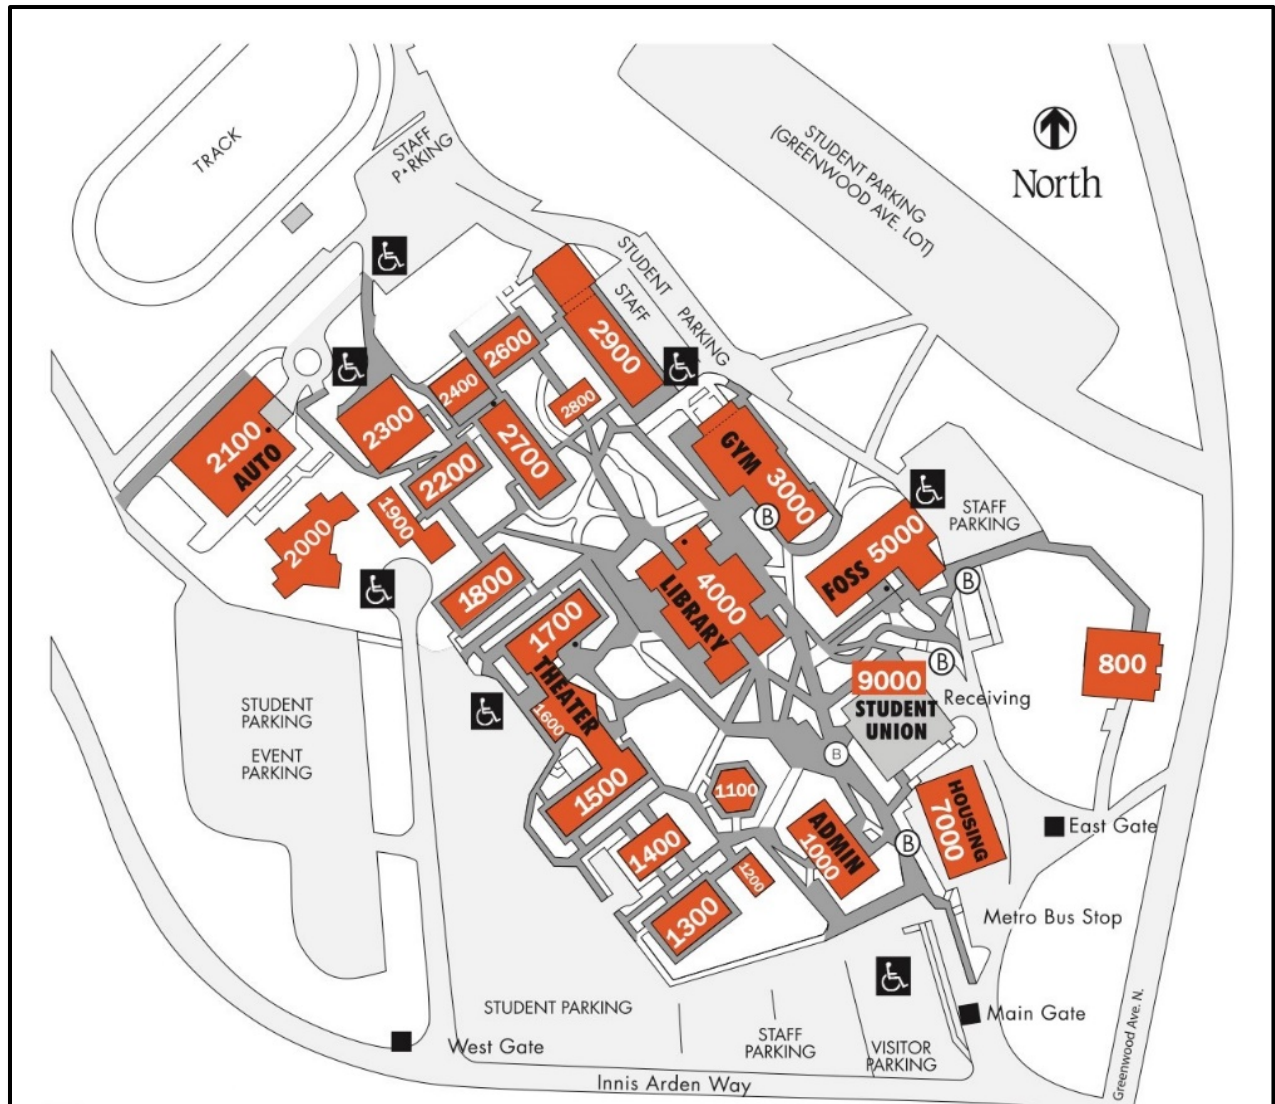 TRACK
STAFF
P▲RKING
STUDENT PARKING
(GREENWOOD AVE. LOT)
North
STUDENT PARKING
STAFF
2900
2600
2400
2800
2300
2700
2100
AUTO
2200
GYM
3000
1900
2000
B
STAFF
PARKING
FOSS 5000
4000
LIBRARY
1800
B
1700
THEATER
1600
800
B
9000
STUDENT
UNION
Receiving
STUDENT
PARKING
EVENT
PARKING
B
1500
1100
HOUSING
7000
East Gate
ADMIN
1000
B
1400
1200
1300
Metro Bus Stop
STUDENT PARKING
Main Gate
STAFF
PARKING
VISITOR
PARKING
West Gate
Innis Arden Way
Greenwood Ave. N.